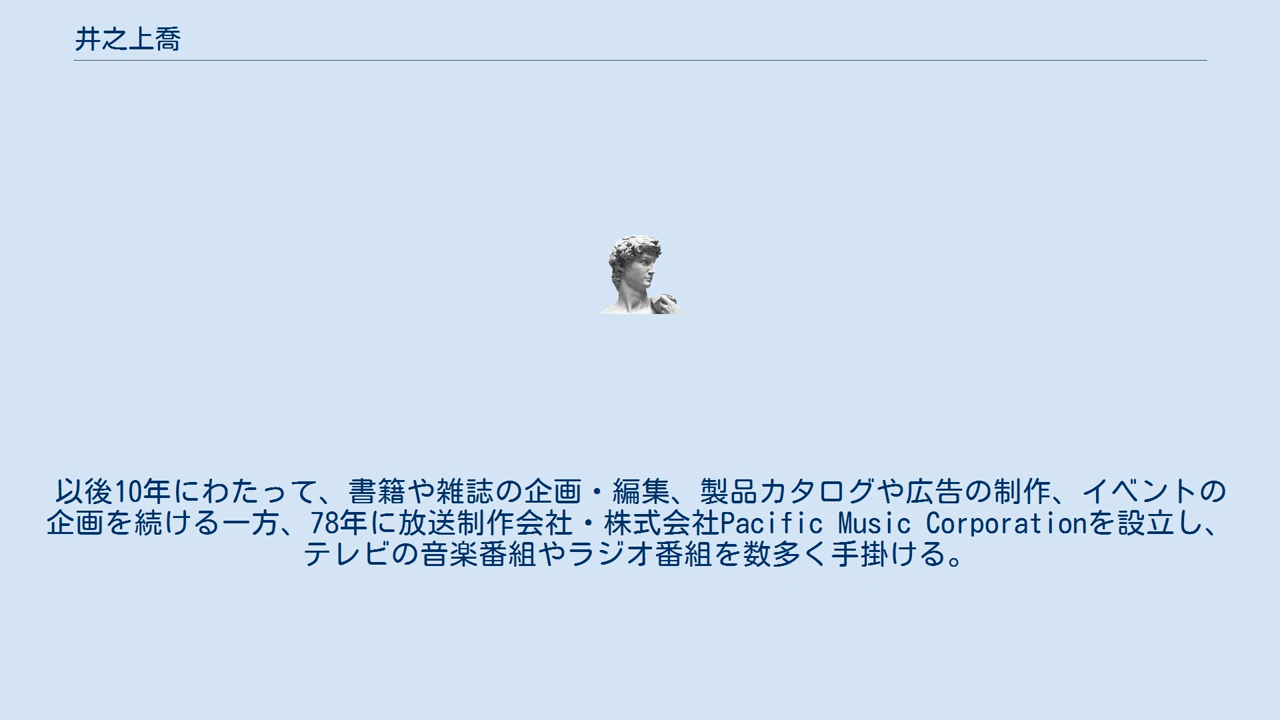 井之上喬
以後10年にわたって、書籍や雑誌の企画・編集、製品カタログや広告の制作、イベントの
企画を続ける一方、78年に放送制作会社・株式会社Pacific Music Corporationを設立し、
テレビの音楽番組やラジオ番組を数多く手掛ける。